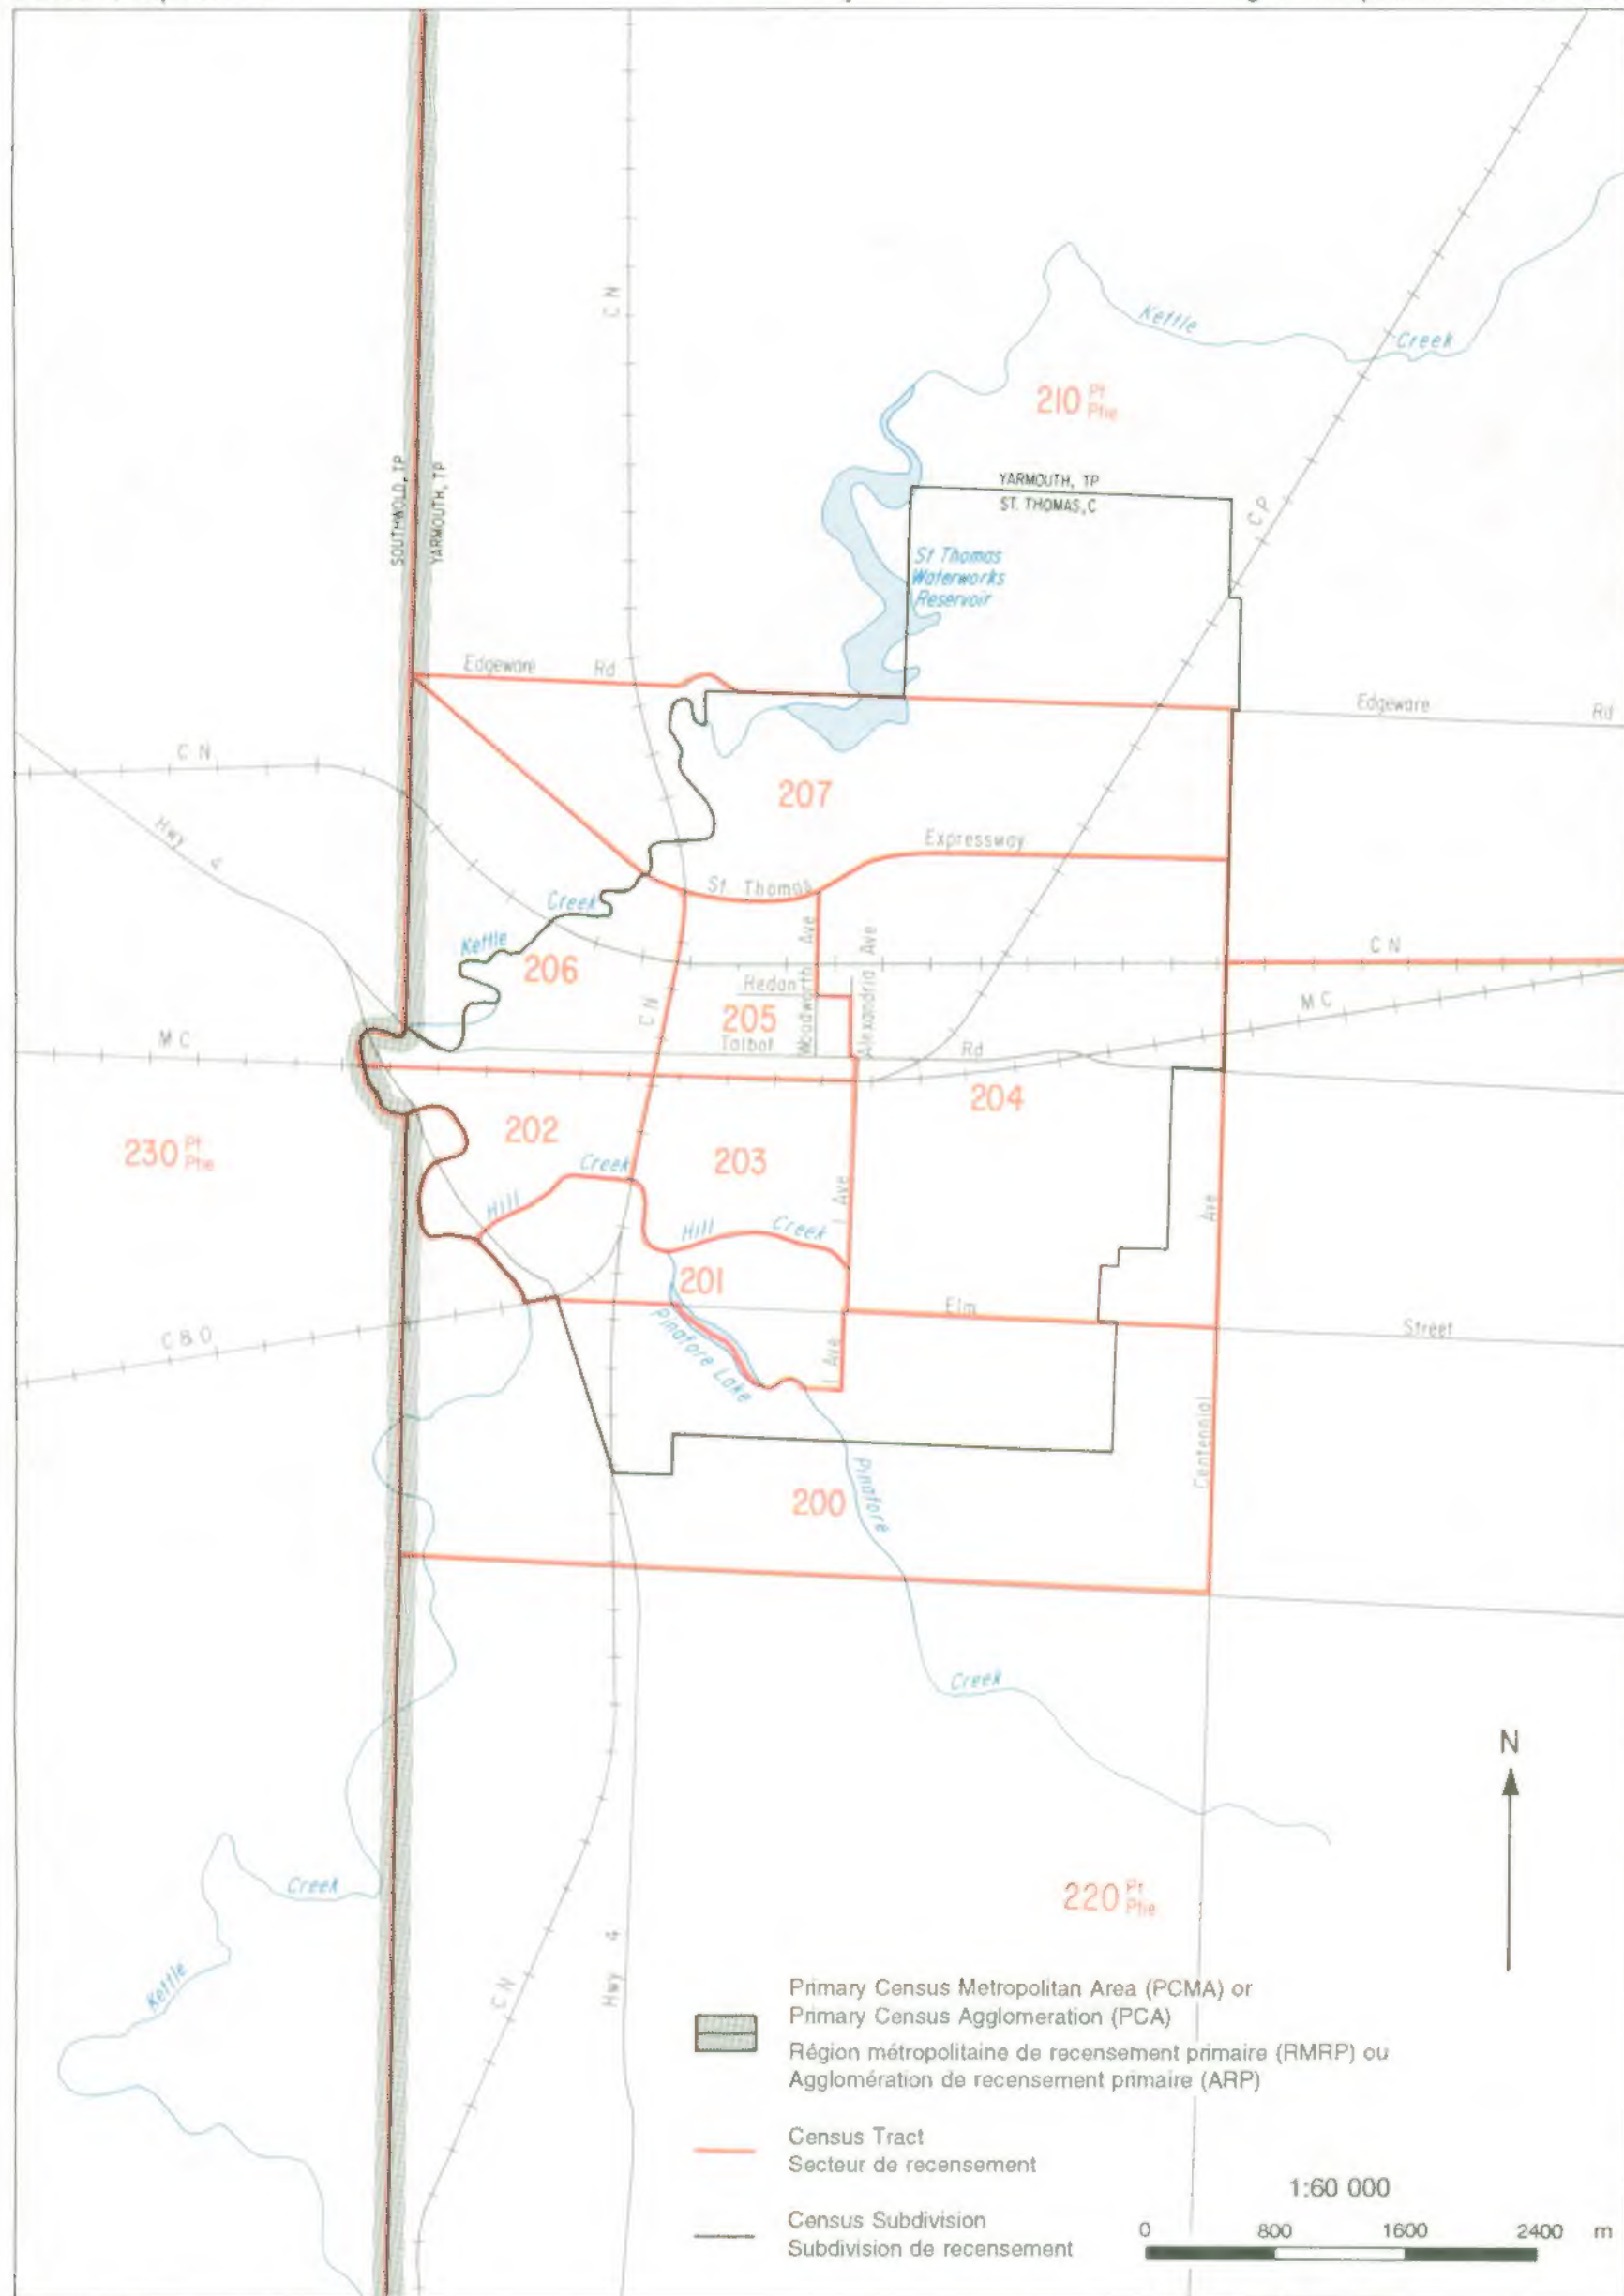 C N
Kettle
Creek
210 Pt
Ptie
SOUTHWOLD, TP
YARMOUTH, TP
YARMOUTH, TP
ST. THOMAS, C
C P
St Thomas
Waterworks
Reservoir
Edgeware Rd
Edgeware Rd
C N
Hwy 4
207
Expressway
St. Thomas
Creek
Kettle
206
C N
Redan
Woodworth Ave
Alexandria Ave
C N
205
Talbot Rd
M C
M C
204
202
203
230 Pt
Ptie
Creek
Hill
Hill Creek
1 Ave
Ave
201
Elm
Street
C & O
Pinafore Lake
1 Ave
Centennial
200
Pinafore
Creek
N
220 Pt
Ptie
Creek
Kettle
C N
Hwy 4
Primary Census Metropolitan Area (PCMA) or
Primary Census Agglomeration (PCA)
Région métropolitaine de recensement primaire (RMRP) ou
Agglomération de recensement primaire (ARP)
Census Tract
Secteur de recensement
Census Subdivision
Subdivision de recensement
1:60 000
0 800 1600 2400 m